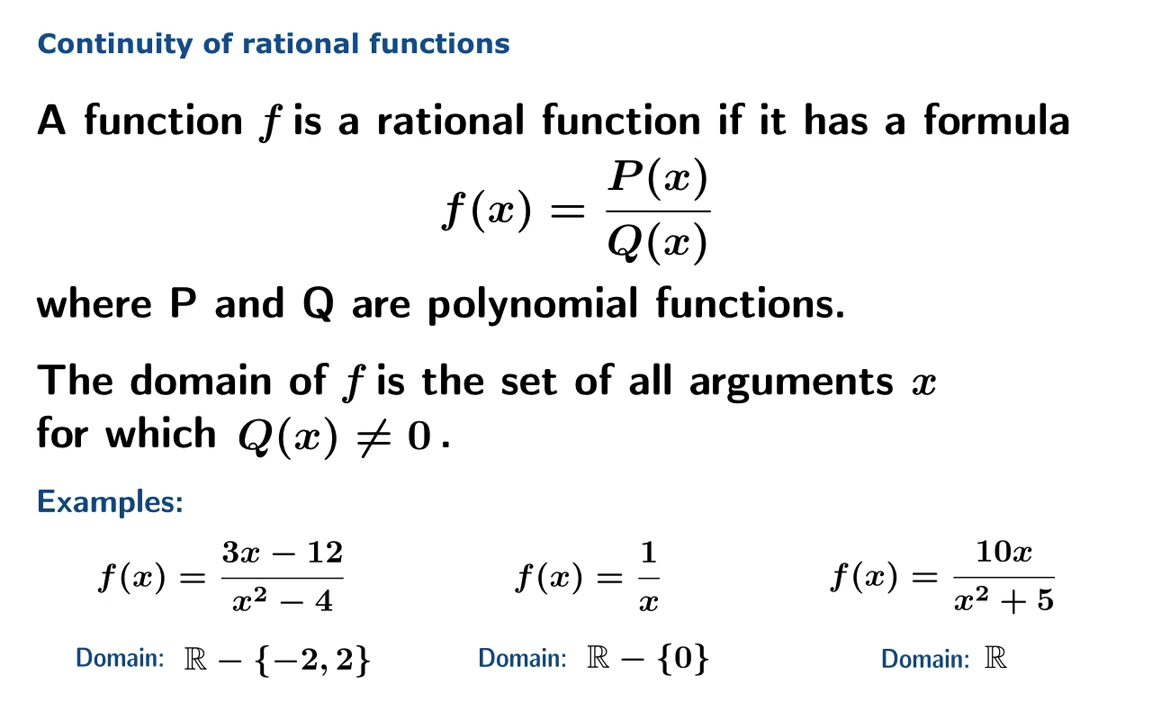 Continuity of rational functions
A function f is a rational function if it has a formula
f(x) = P(x)/Q(x)
where P and Q are polynomial functions.
The domain of f is the set of all arguments x
for which Q(x) ≠ 0.
Examples:
f(x) = (3x − 12)/(x² − 4) f(x) = 1/x f(x) = 10x/(x² + 5)
Domain: ℝ − {−2, 2} Domain: ℝ − {0} Domain: ℝ